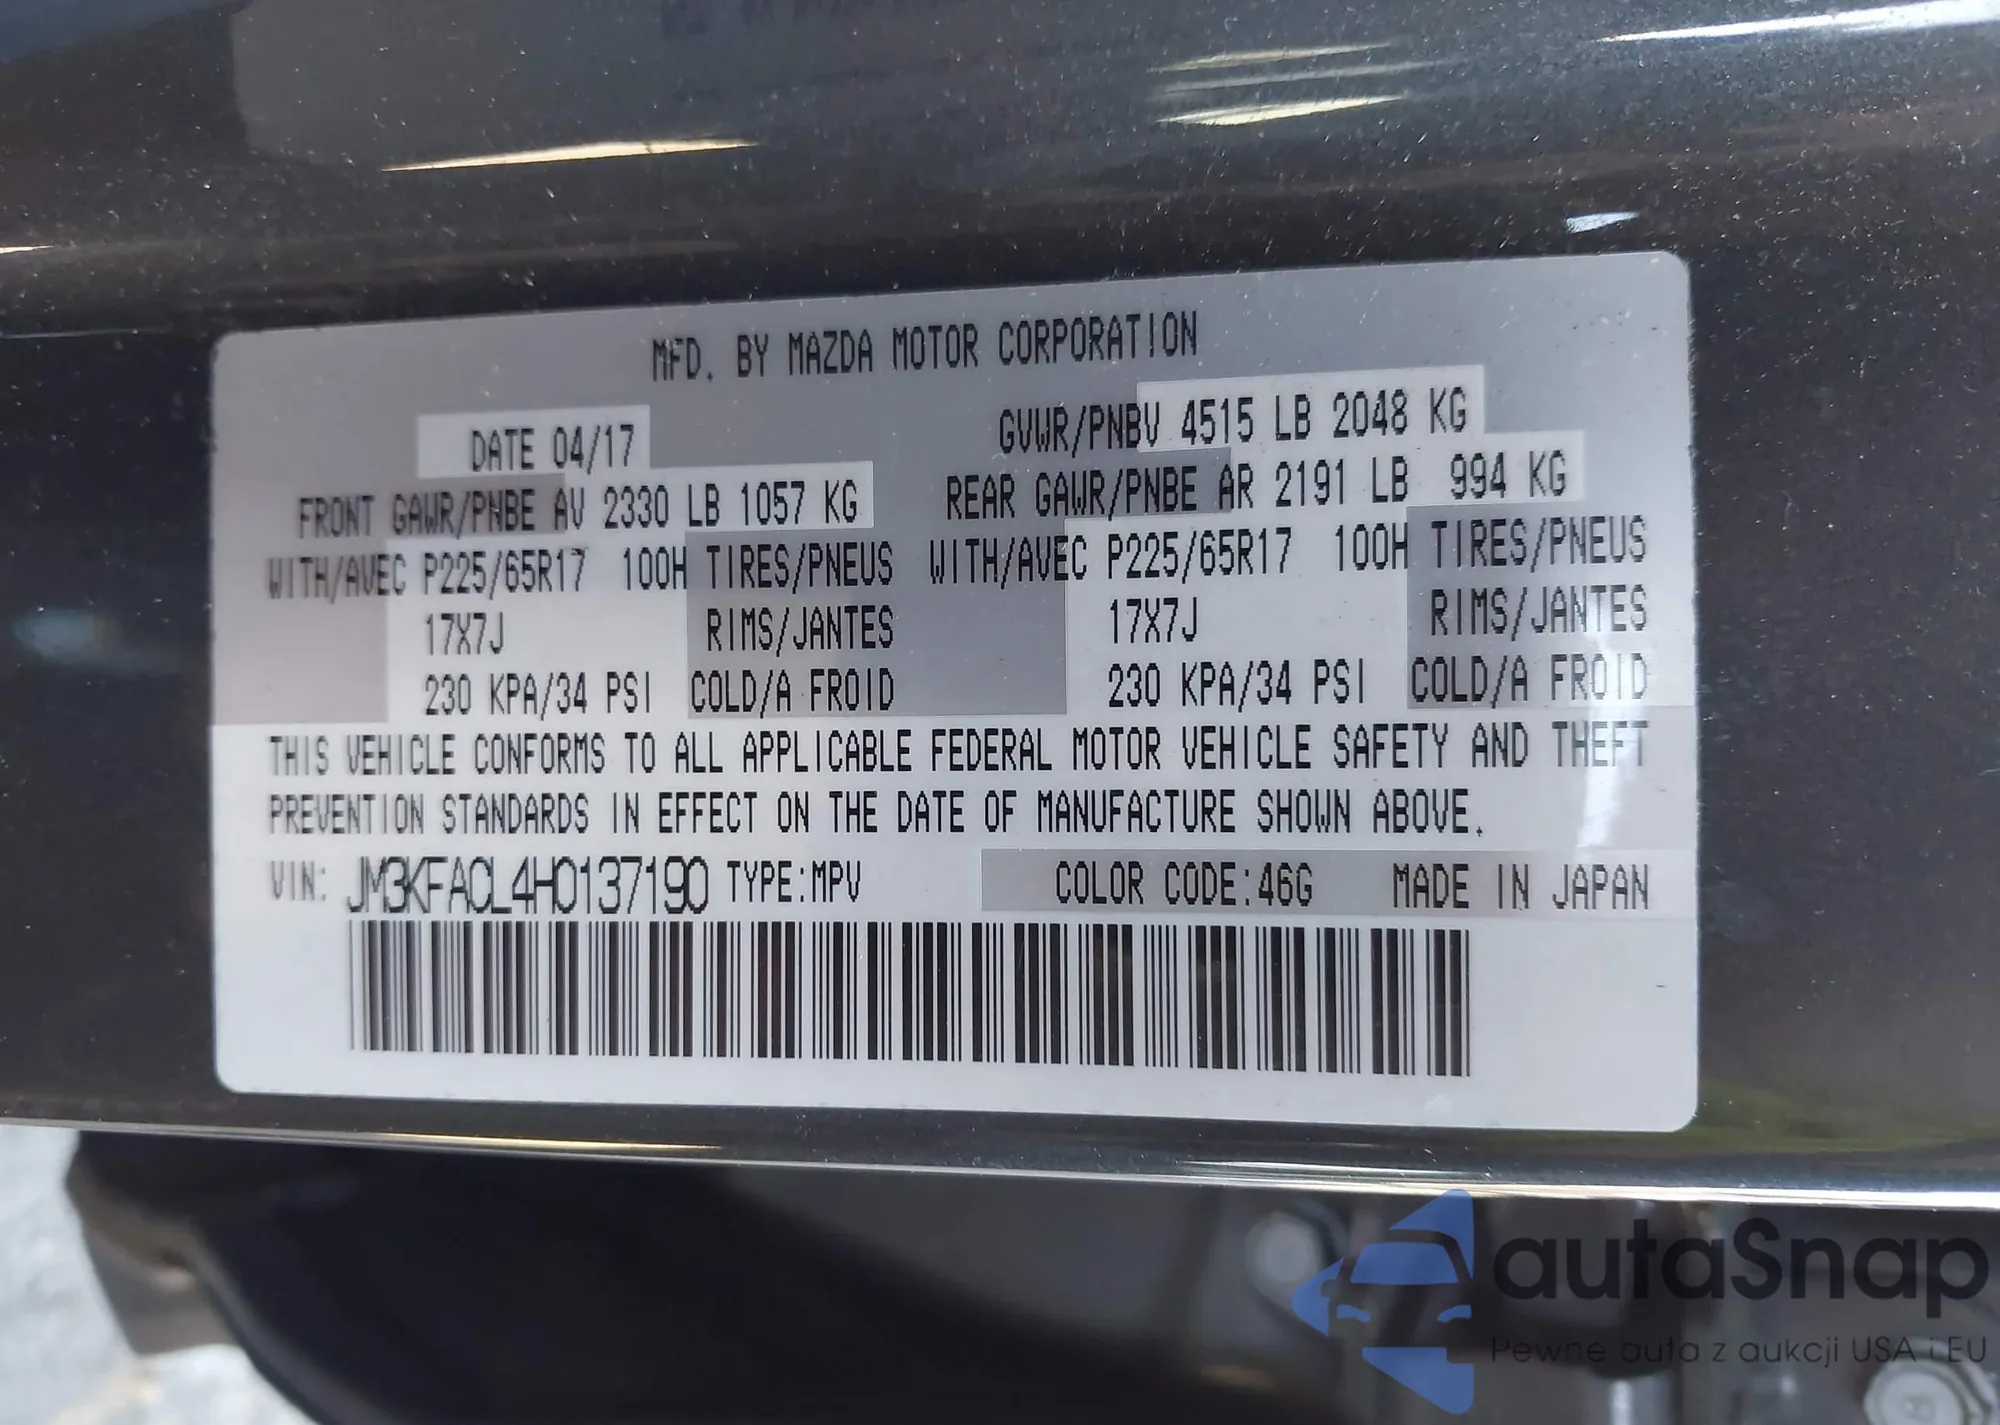 MFD. BY MAZDA MOTOR CORPORATION
DATE 04/17 GVWR/PNBV 4515 LB 2048 KG
FRONT GAWR/PNBE AV 2330 LB 1057 KG REAR GAWR/PNBE AR 2191 LB 994 KG
WITH/AVEC P225/65R17 100H TIRES/PNEUS WITH/AVEC P225/65R17 100H TIRES/PNEUS
17X7J RIMS/JANTES 17X7J RIMS/JANTES
230 KPA/34 PSI COLD/A FROID 230 KPA/34 PSI COLD/A FROID
THIS VEHICLE CONFORMS TO ALL APPLICABLE FEDERAL MOTOR VEHICLE SAFETY AND THEFT
PREVENTION STANDARDS IN EFFECT ON THE DATE OF MANUFACTURE SHOWN ABOVE.
VIN: JM3KFACL4H0137190 TYPE:MPV COLOR CODE:46G MADE IN JAPAN
autaSnap
Pewne auta z aukcji USA i EU